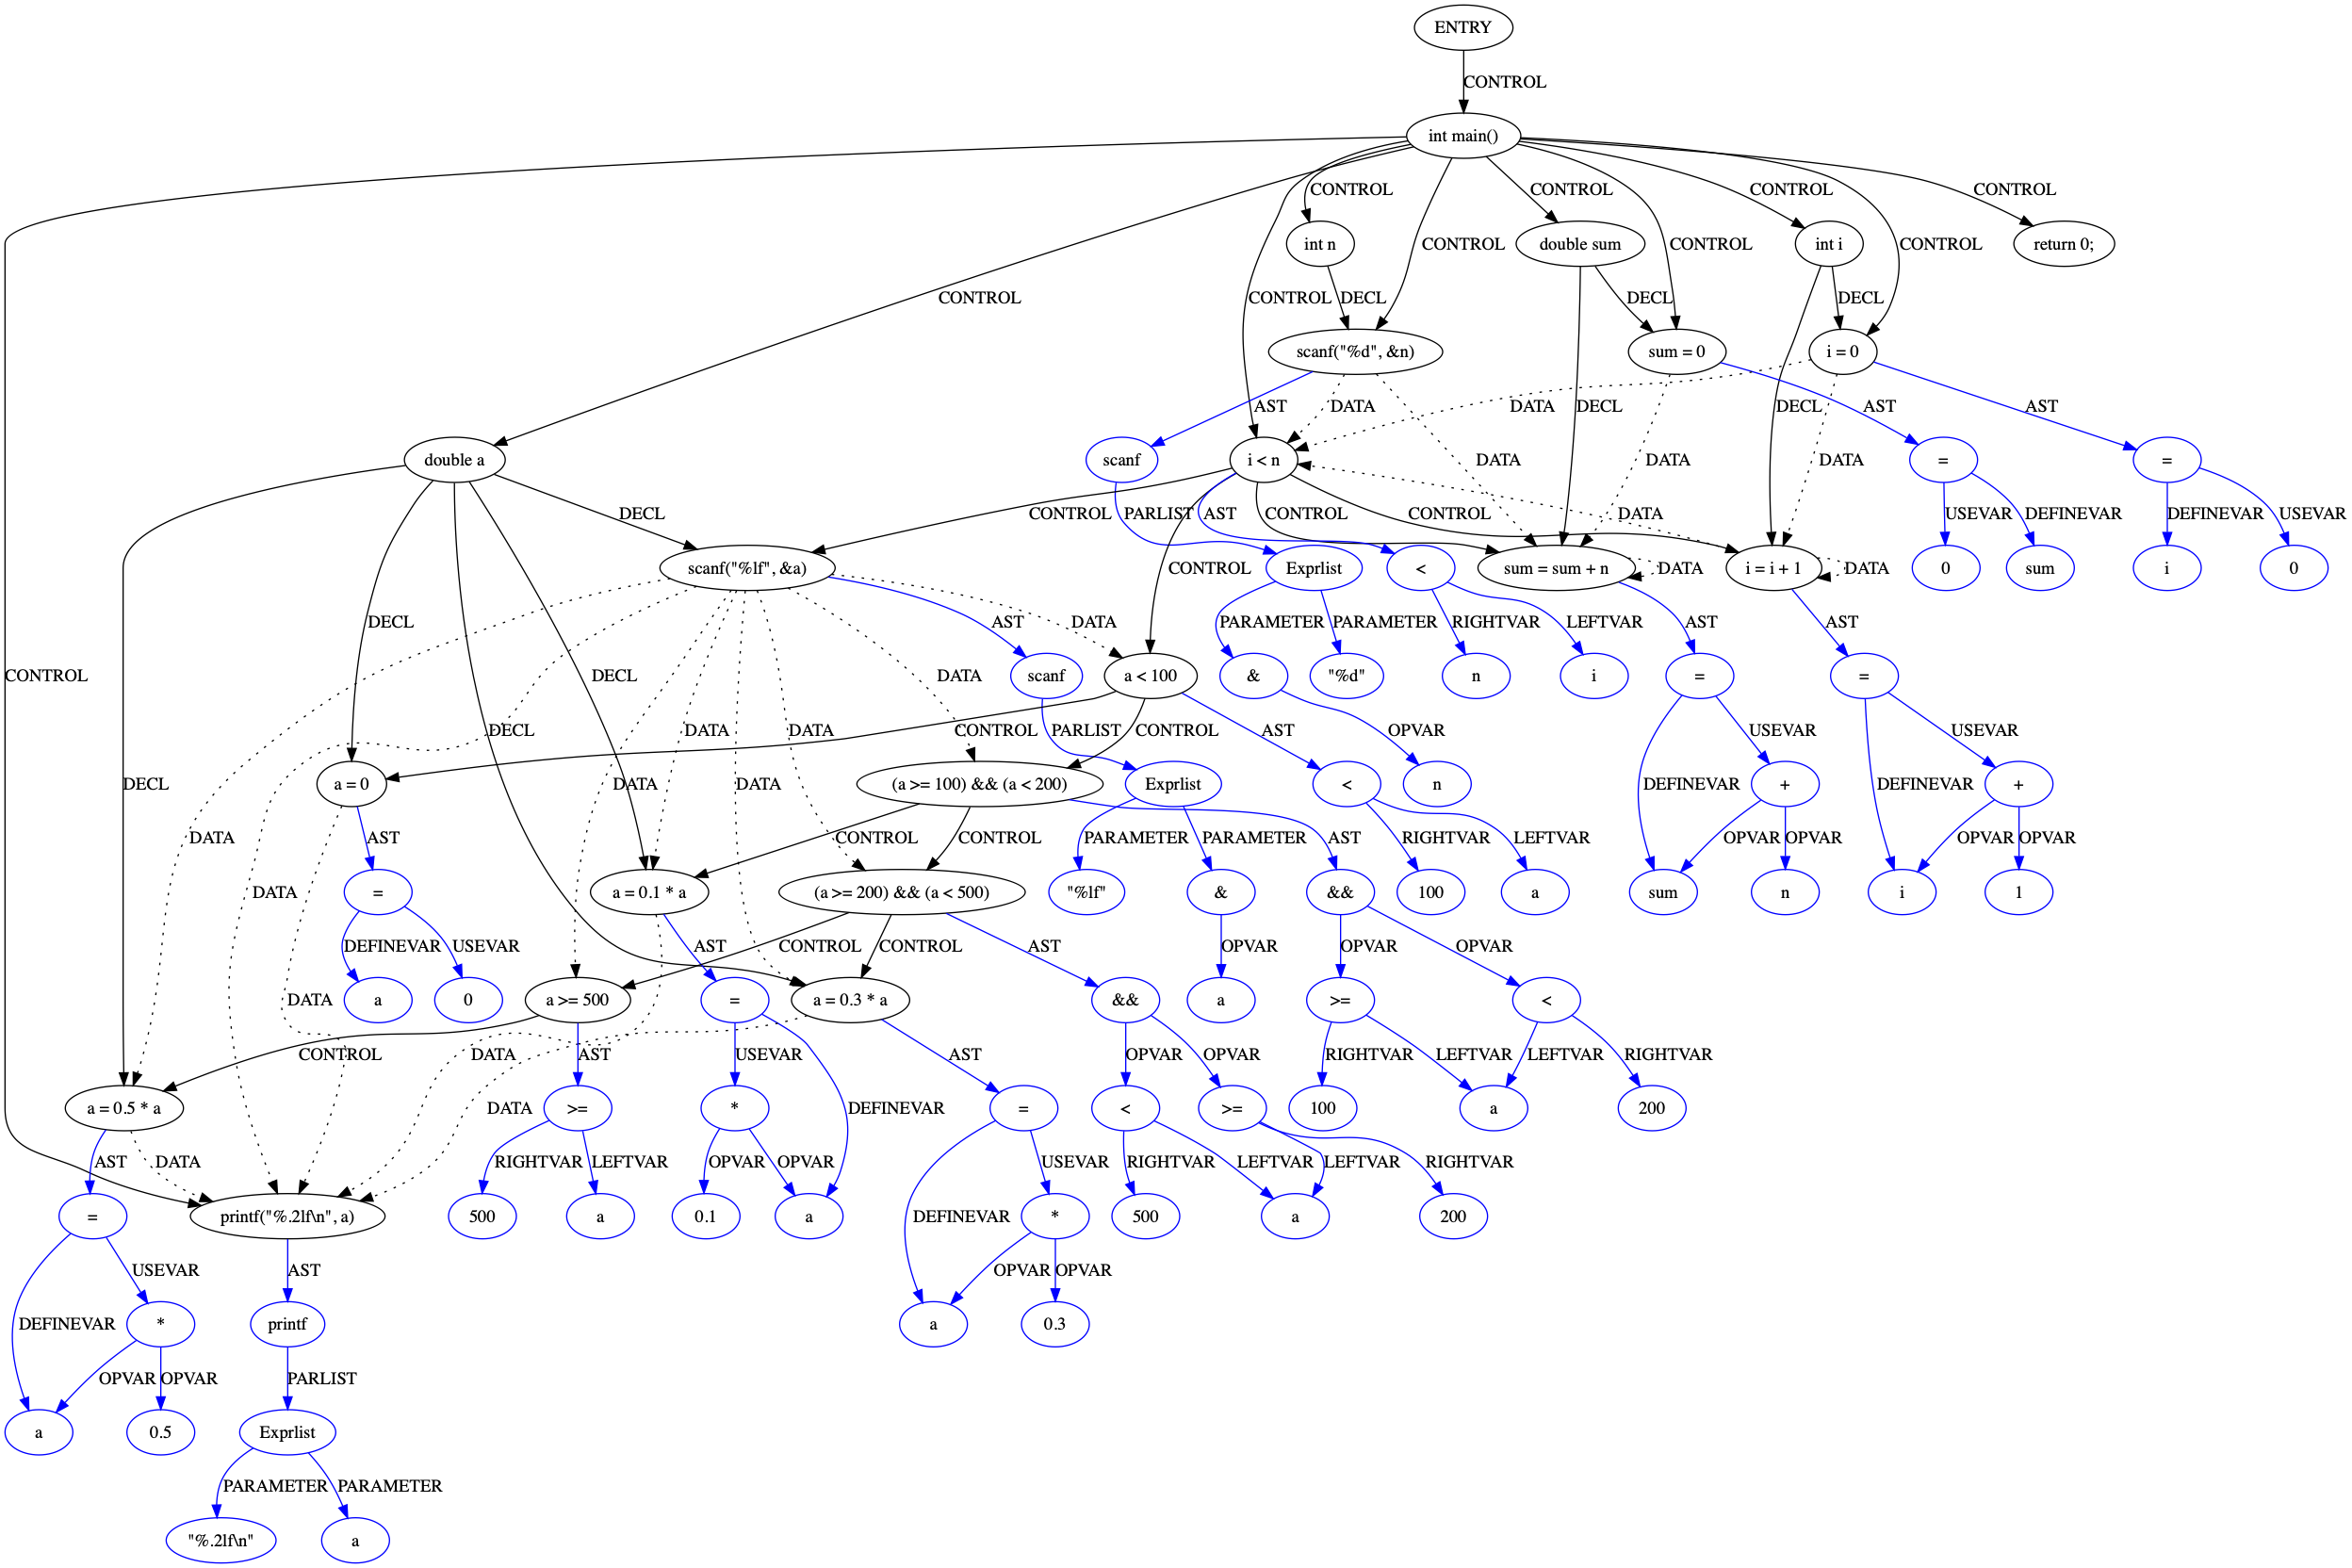 ENTRY
CONTROL
int main()
CONTROL
CONTROL
CONTROL
CONTROL
int n
double sum
int i
return 0;
CONTROL
CONTROL
CONTROL
CONTROL
CONTROL
DECL
DECL
DECL
scanf("%d", &n)
sum = 0
i = 0
AST
DATA
DATA
DECL
DECL
AST
AST
double a
scanf
i < n
DATA
DATA
DATA
=
=
DECL
CONTROL
PARLIST
AST
CONTROL
CONTROL
DATA
USEVAR
DEFINEVAR
DEFINEVAR
USEVAR
scanf("%lf", &a)
CONTROL
Exprlist
<
sum = sum + n
DATA
i = i + 1
DATA
0
sum
i
0
DECL
AST
DATA
PARAMETER
PARAMETER
RIGHTVAR
LEFTVAR
AST
AST
CONTROL
DECL
DATA
scanf
a < 100
&
"%d"
n
i
=
=
DECL
DATA
DATA
CONTROL
PARLIST
CONTROL
AST
OPVAR
USEVAR
USEVAR
DECL
DATA
DATA
a = 0
(a >= 100) && (a < 200)
Exprlist
<
n
DEFINEVAR
+
DEFINEVAR
+
DATA
AST
CONTROL
CONTROL
PARAMETER
PARAMETER
AST
RIGHTVAR
LEFTVAR
OPVAR
OPVAR
OPVAR
OPVAR
DATA
=
a = 0.1 * a
(a >= 200) && (a < 500)
"%lf"
&
&&
100
a
sum
n
i
1
DEFINEVAR
USEVAR
AST
CONTROL
CONTROL
AST
OPVAR
OPVAR
OPVAR
DATA
a
0
a >= 500
=
a = 0.3 * a
&&
a
>=
<
CONTROL
DATA
AST
USEVAR
AST
OPVAR
OPVAR
RIGHTVAR
LEFTVAR
LEFTVAR
RIGHTVAR
a = 0.5 * a
DATA
>=
*
DEFINEVAR
=
<
>=
100
a
200
AST
DATA
RIGHTVAR
LEFTVAR
OPVAR
OPVAR
USEVAR
RIGHTVAR
LEFTVAR
LEFTVAR
RIGHTVAR
=
printf("%.2lf\n", a)
500
a
0.1
a
DEFINEVAR
*
500
a
200
USEVAR
AST
OPVAR
OPVAR
DEFINEVAR
*
printf
a
0.3
OPVAR
OPVAR
PARLIST
a
0.5
Exprlist
PARAMETER
PARAMETER
"%.2lf\n"
a